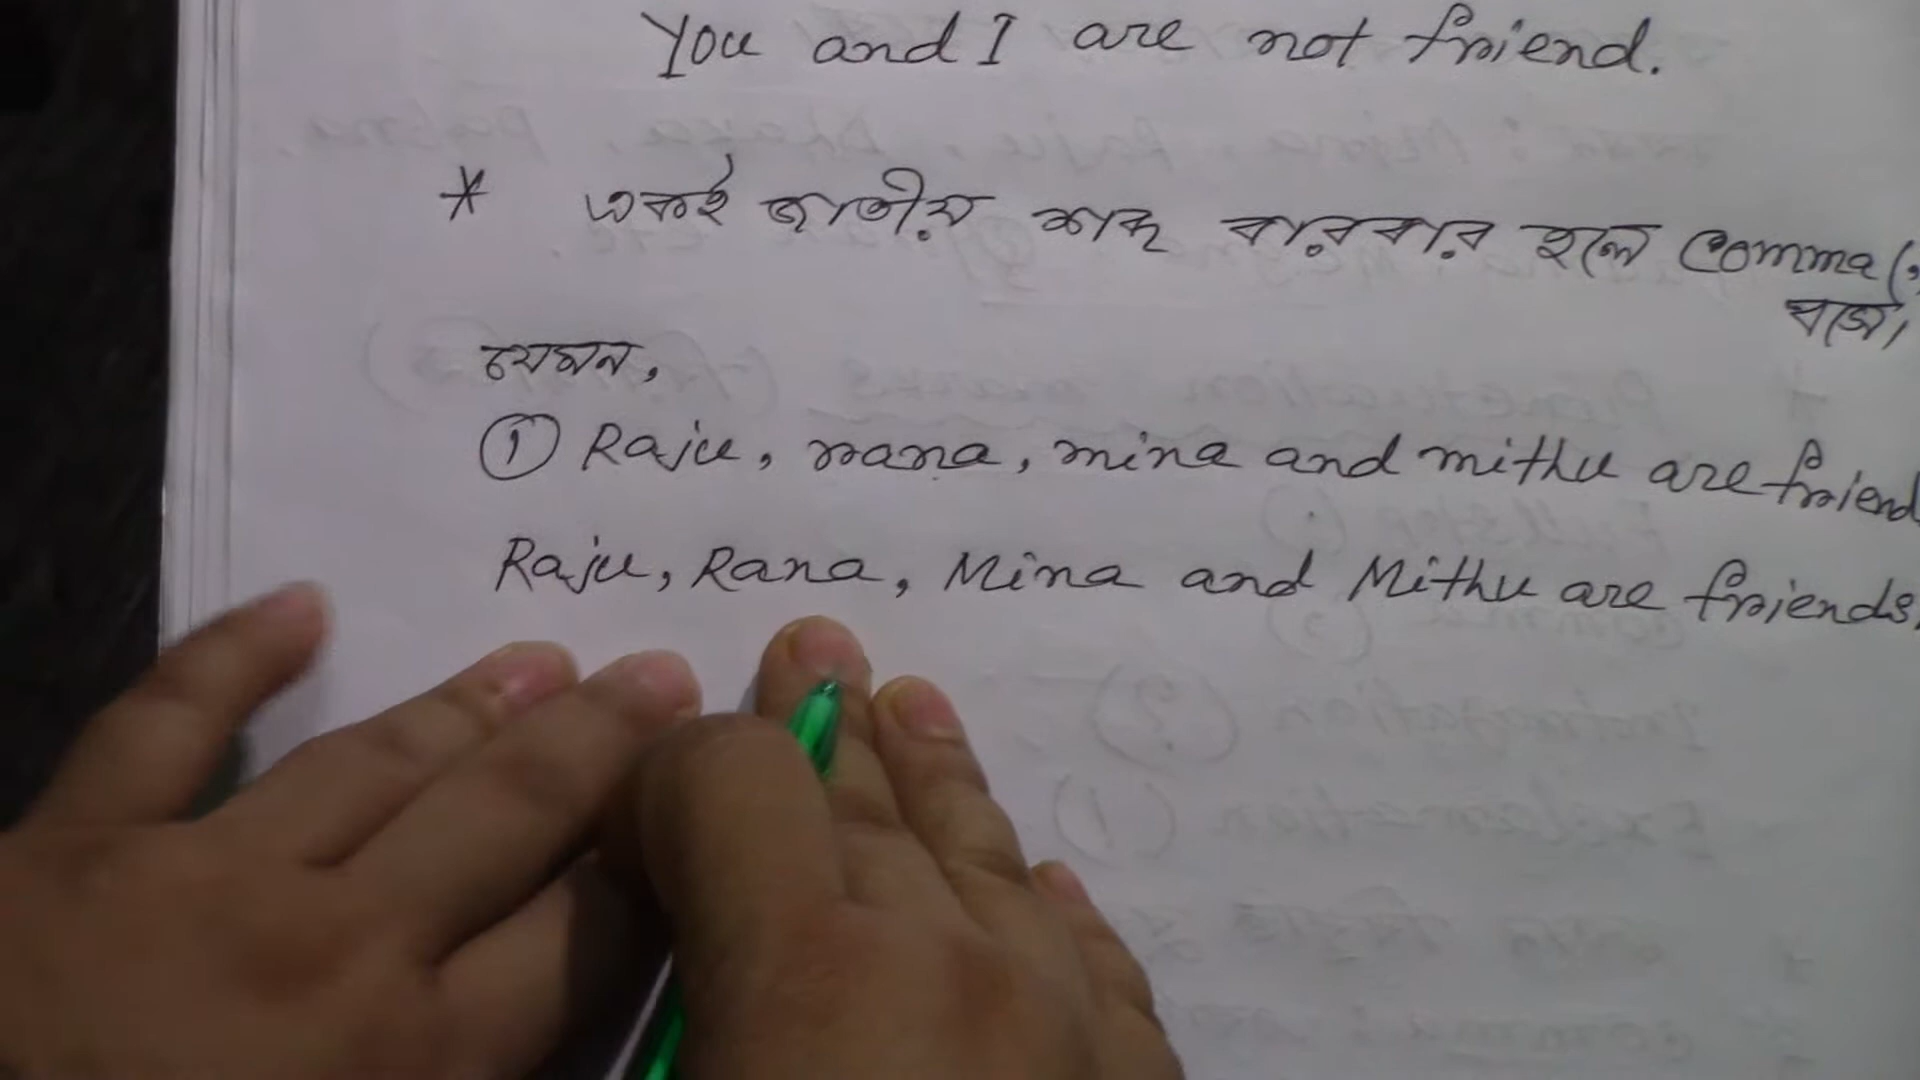 You and I are not friend.
* একই জাতীয় শব্দ বারবার হলে Comma (,
বসে।
যেমন,
① Raju, rana, mina and mithu are friend
Raju, Rana, Mina and Mithu are friends.